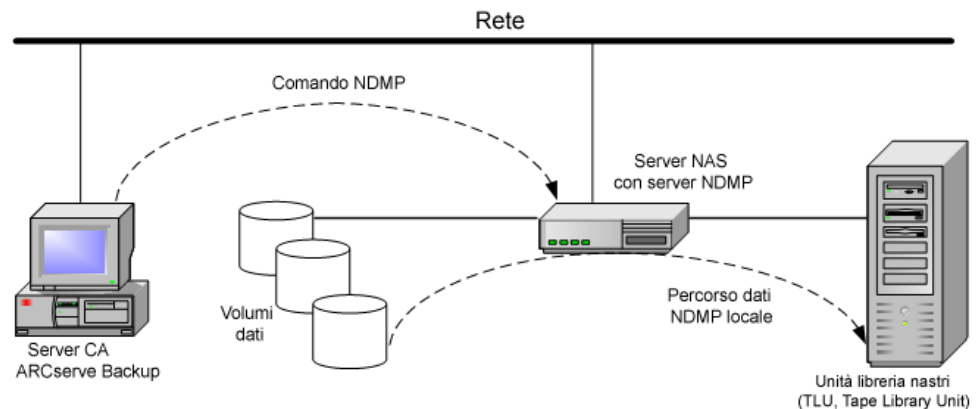 Rete
Comando NDMP
Server NAS
con server NDMP
Volumi
dati
Percorso dati
NDMP locale
Server CA
ARCserve Backup
Unità libreria nastri
(TLU, Tape Library Unit)